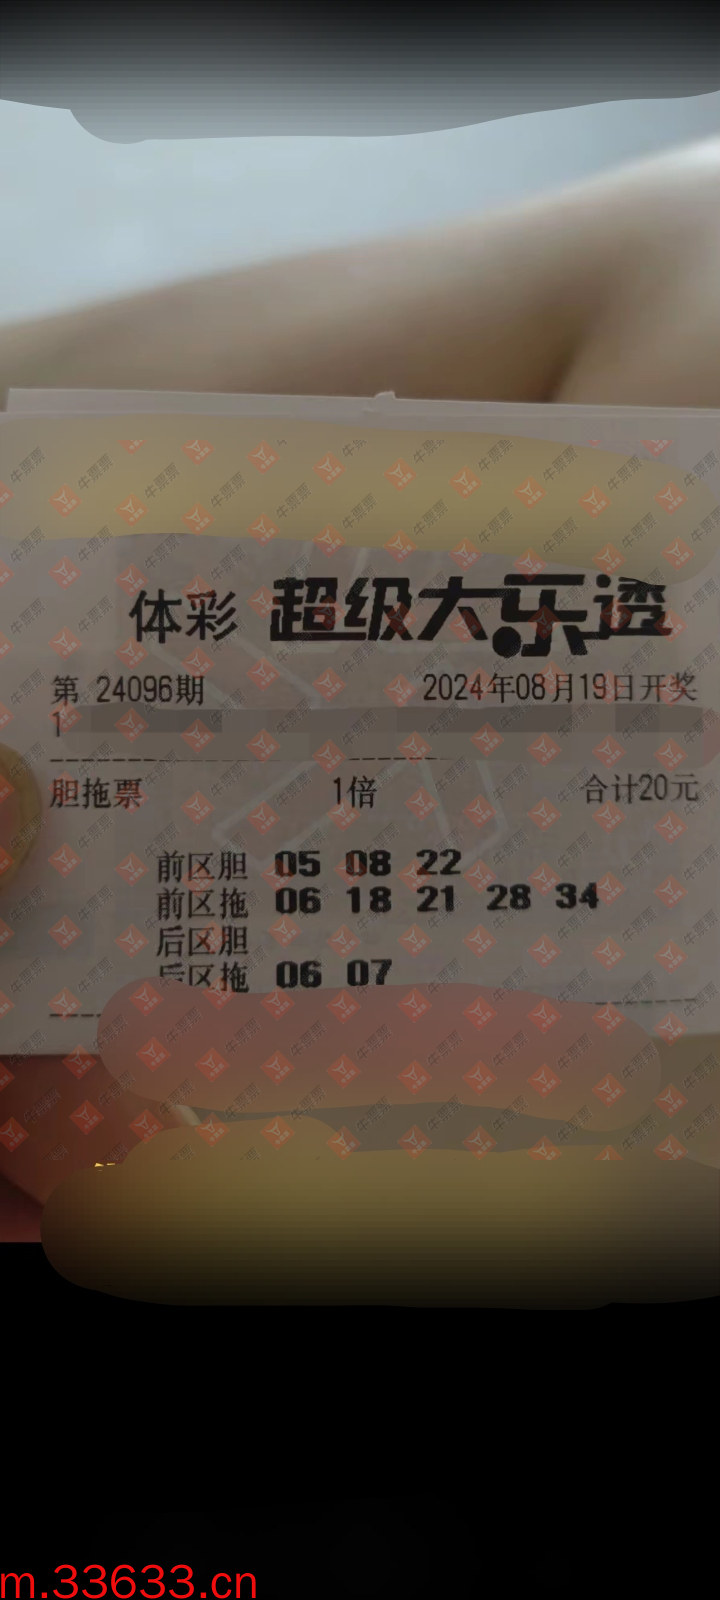 体彩 超级大乐透
第 24096期 2024年08月19日开奖
1
胆拖票 1倍 合计20元
前区胆 05 08 22
前区拖 06 18 21 28 34
后区胆
后区拖 06 07
牛票票
m.33633.cn